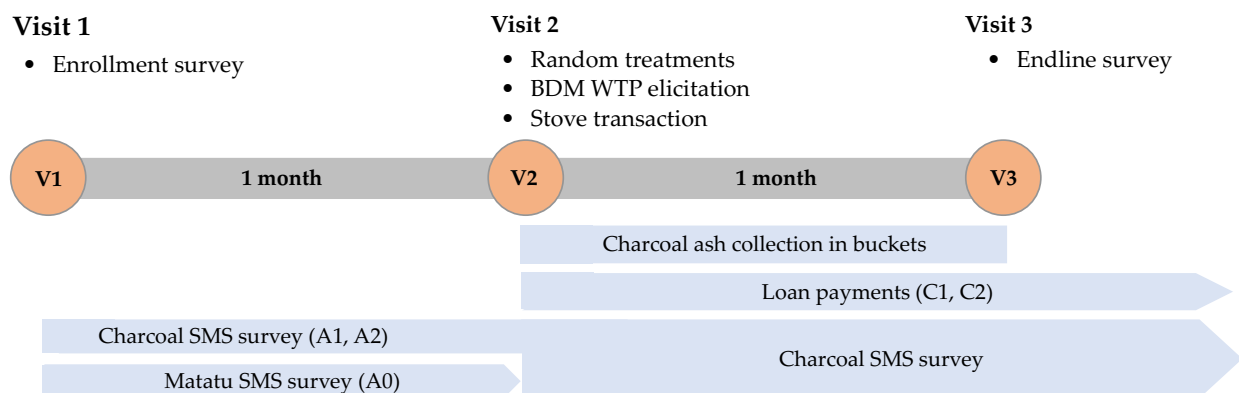 Visit 1
• Enrollment survey
Visit 2
• Random treatments
• BDM WTP elicitation
• Stove transaction
Visit 3
• Endline survey
V1
1 month
V2
1 month
V3
Charcoal ash collection in buckets
Loan payments (C1, C2)
Charcoal SMS survey (A1, A2)
Charcoal SMS survey
Matatu SMS survey (A0)